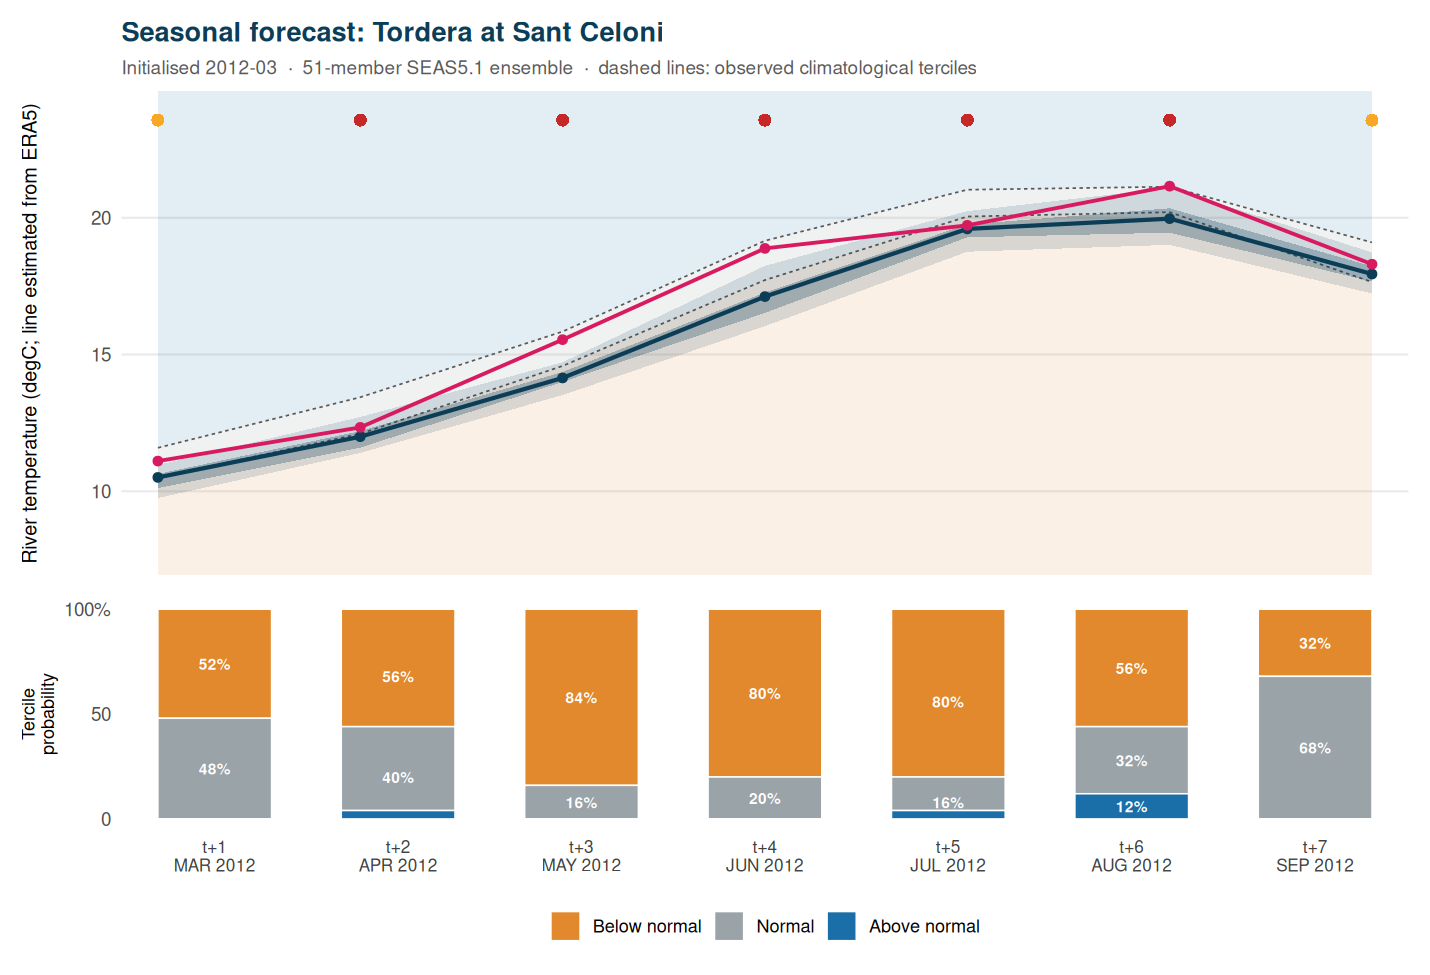 Seasonal forecast: Tordera at Sant Celoni
Initialised 2012-03 · 51-member SEAS5.1 ensemble · dashed lines: observed climatological terciles
River temperature (degC; line estimated from ERA5)
20
15
10
Tercile
probability
100%
50
0
52% 56% 84% 80% 80% 56% 32%
48% 40% 16% 20% 16% 32% 68%
12%
t+1 t+2 t+3 t+4 t+5 t+6 t+7
MAR 2012 APR 2012 MAY 2012 JUN 2012 JUL 2012 AUG 2012 SEP 2012
Below normal Normal Above normal